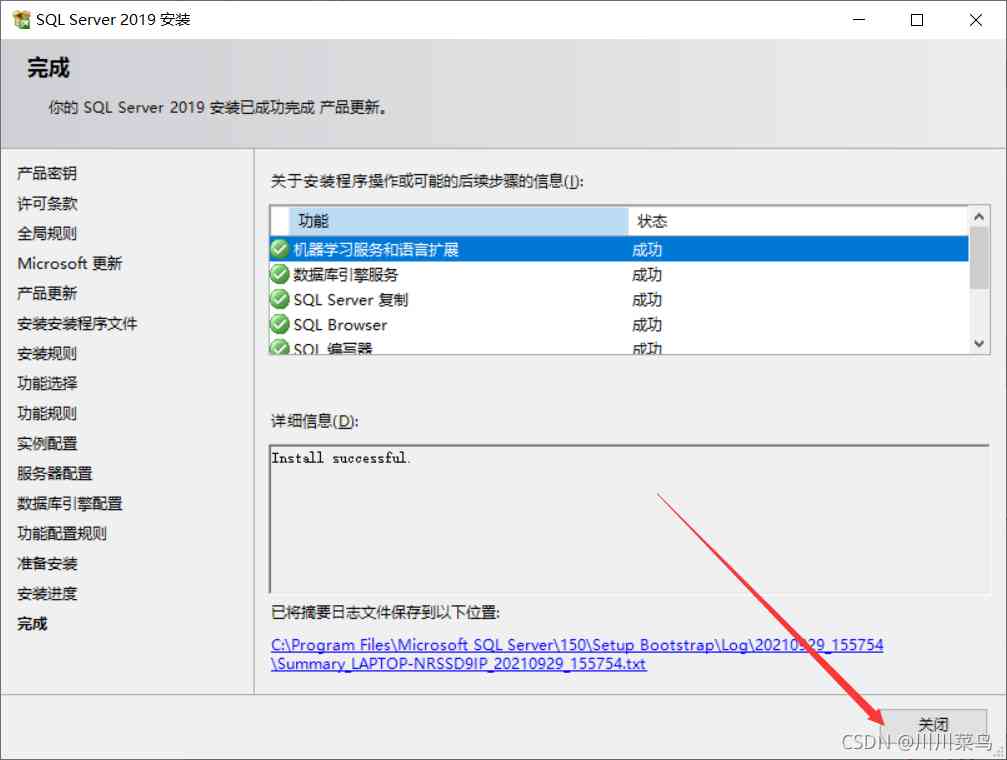 SQL Server 2019 安装
完成
你的 SQL Server 2019 安装已成功完成 产品更新。
产品密钥
许可条款
全局规则
Microsoft 更新
产品更新
安装安装程序文件
安装规则
功能选择
功能规则
实例配置
服务器配置
数据库引擎配置
功能配置规则
准备安装
安装进度
完成
关于安装程序操作或可能的后续步骤的信息(I):
功能 状态
机器学习服务和语言扩展 成功
数据库引擎服务 成功
SQL Server 复制 成功
SQL Browser 成功
SQL 编写器 成功
详细信息(D):
Install successful.
已将摘要日志文件保存到以下位置:
C:\Program Files\Microsoft SQL Server\150\Setup Bootstrap\Log\20210929_155754
\Summary_LAPTOP-NRSSD9IP_20210929_155754.txt
关闭
CSDN @川川菜鸟